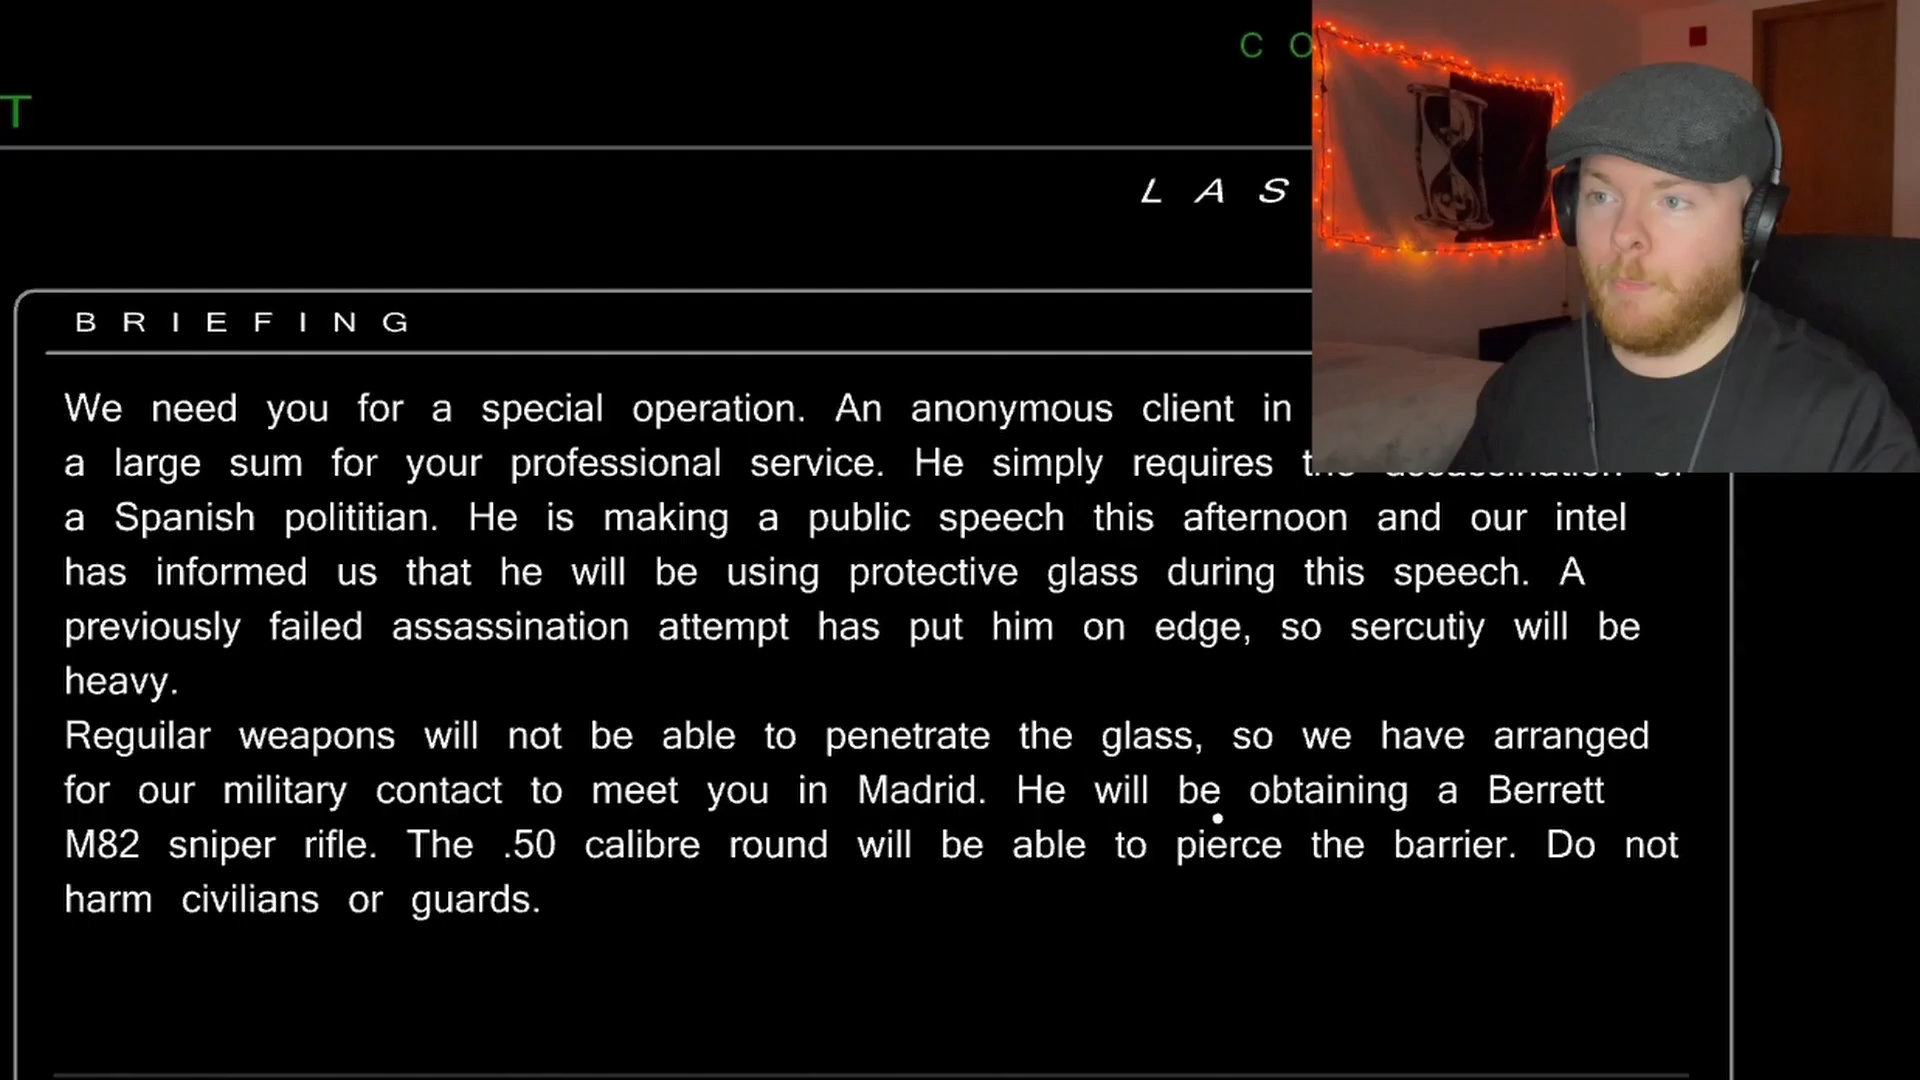 C O
T
L A S
B R I E F I N G
We need you for a special operation. An anonymous client in
a large sum for your professional service. He simply requires the assassination of
a Spanish polititian. He is making a public speech this afternoon and our intel
has informed us that he will be using protective glass during this speech. A
previously failed assassination attempt has put him on edge, so sercutiy will be
heavy.
Reguilar weapons will not be able to penetrate the glass, so we have arranged
for our military contact to meet you in Madrid. He will be obtaining a Berrett
M82 sniper rifle. The .50 calibre round will be able to pierce the barrier. Do not
harm civilians or guards.